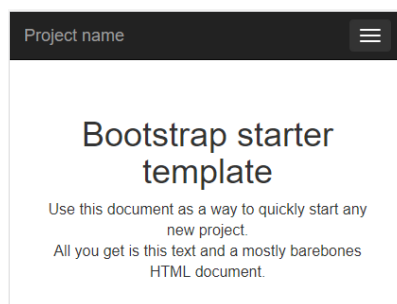 Project name
Bootstrap starter
template
Use this document as a way to quickly start any
new project.
All you get is this text and a mostly barebones
HTML document.